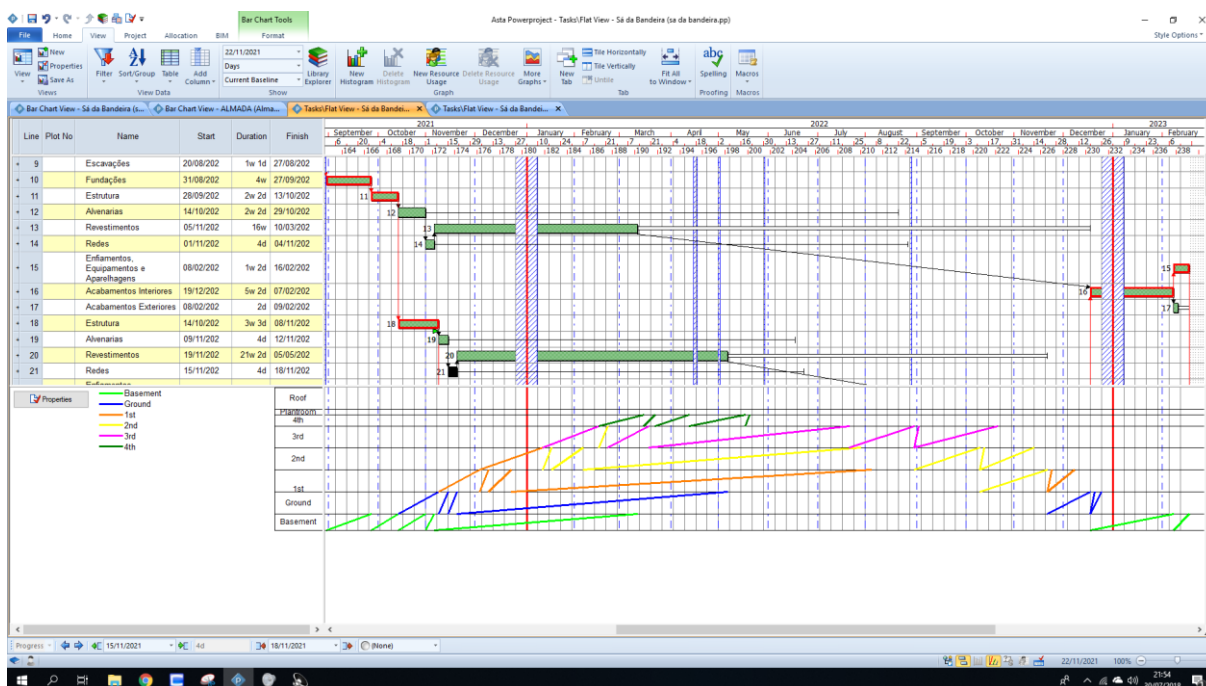 Bar Chart Tools
Asta Powerproject - Tasks\Flat View - Sá da Bandeira (sa da bandeira.pp)
File Home View Project Allocation BIM Format Style Options
View
New
Properties
Save As
Views
Filter Sort/Group Table Add Column
View Data
22/11/2021
Days
Current Baseline
Library Explorer
Show
New Histogram Delete Histogram New Resource Usage Delete Resource Usage More Graphs
Graph
New Tab
Tile Horizontally
Tile Vertically
Untile
Fit All to Window
Tab
Spelling
Proofing
Macros
Macros
Bar Chart View - Sá da Bandeira (s... Bar Chart View - ALMADA (Alma... Tasks\Flat View - Sá da Bandei... Tasks\Flat View - Sá da Bandei...
Line Plot No Name Start Duration Finish
2021 2022 2023
September October November December January February March April May June July August September October November December January February
9 Escavações 20/08/202 1w 1d 27/08/202
10 Fundações 31/08/202 4w 27/09/202
11 Estrutura 28/09/202 2w 2d 13/10/202
12 Alvenarias 14/10/202 2w 2d 29/10/202
13 Revestimentos 05/11/202 16w 10/03/202
14 Redes 01/11/202 4d 04/11/202
15 Enfiamentos, Equipamentos e Aparelhagens 08/02/202 1w 2d 16/02/202
16 Acabamentos Interiores 19/12/202 5w 2d 07/02/202
17 Acabamentos Exteriores 08/02/202 2d 09/02/202
18 Estrutura 14/10/202 3w 3d 08/11/202
19 Alvenarias 09/11/202 4d 12/11/202
20 Revestimentos 19/11/202 21w 2d 05/05/202
21 Redes 15/11/202 4d 18/11/202
11
12
13
14
15
16
17
18
19
20
21
Properties
Basement
Ground
1st
2nd
3rd
4th
Roof
Plantroom
4th
3rd
2nd
1st
Ground
Basement
Progress 15/11/2021 4d 18/11/2021 (None)
22/11/2021 100%
21:54
30/07/2018